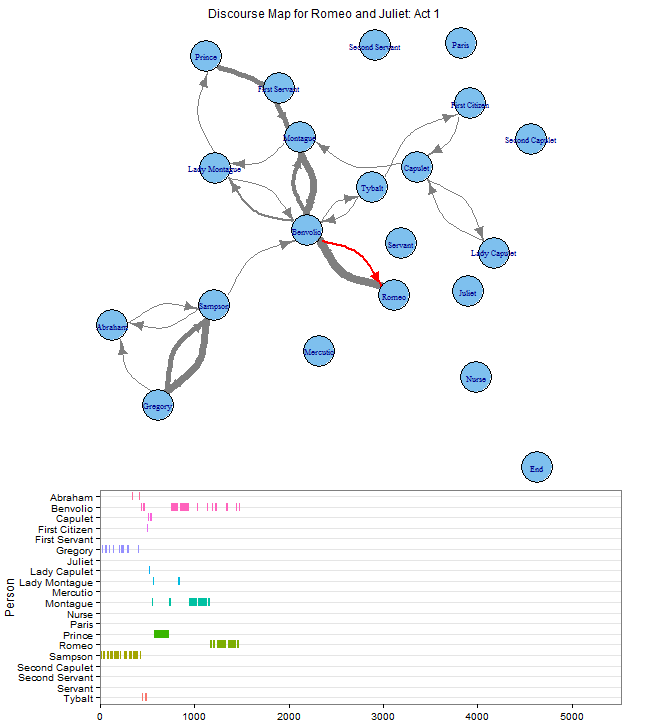 Discourse Map for Romeo and Juliet: Act 1
Second Servant
Paris
Prince
First Servant
First Citizen
Montague
Second Capulet
Lady Montague
Capulet
Tybalt
Benvolio
Servant
Lady Capulet
Romeo
Juliet
Sampson
Abraham
Mercutio
Nurse
Gregory
End
Person
Abraham
Benvolio
Capulet
First Citizen
First Servant
Gregory
Juliet
Lady Capulet
Lady Montague
Mercutio
Montague
Nurse
Paris
Prince
Romeo
Sampson
Second Capulet
Second Servant
Servant
Tybalt
0 1000 2000 3000 4000 5000